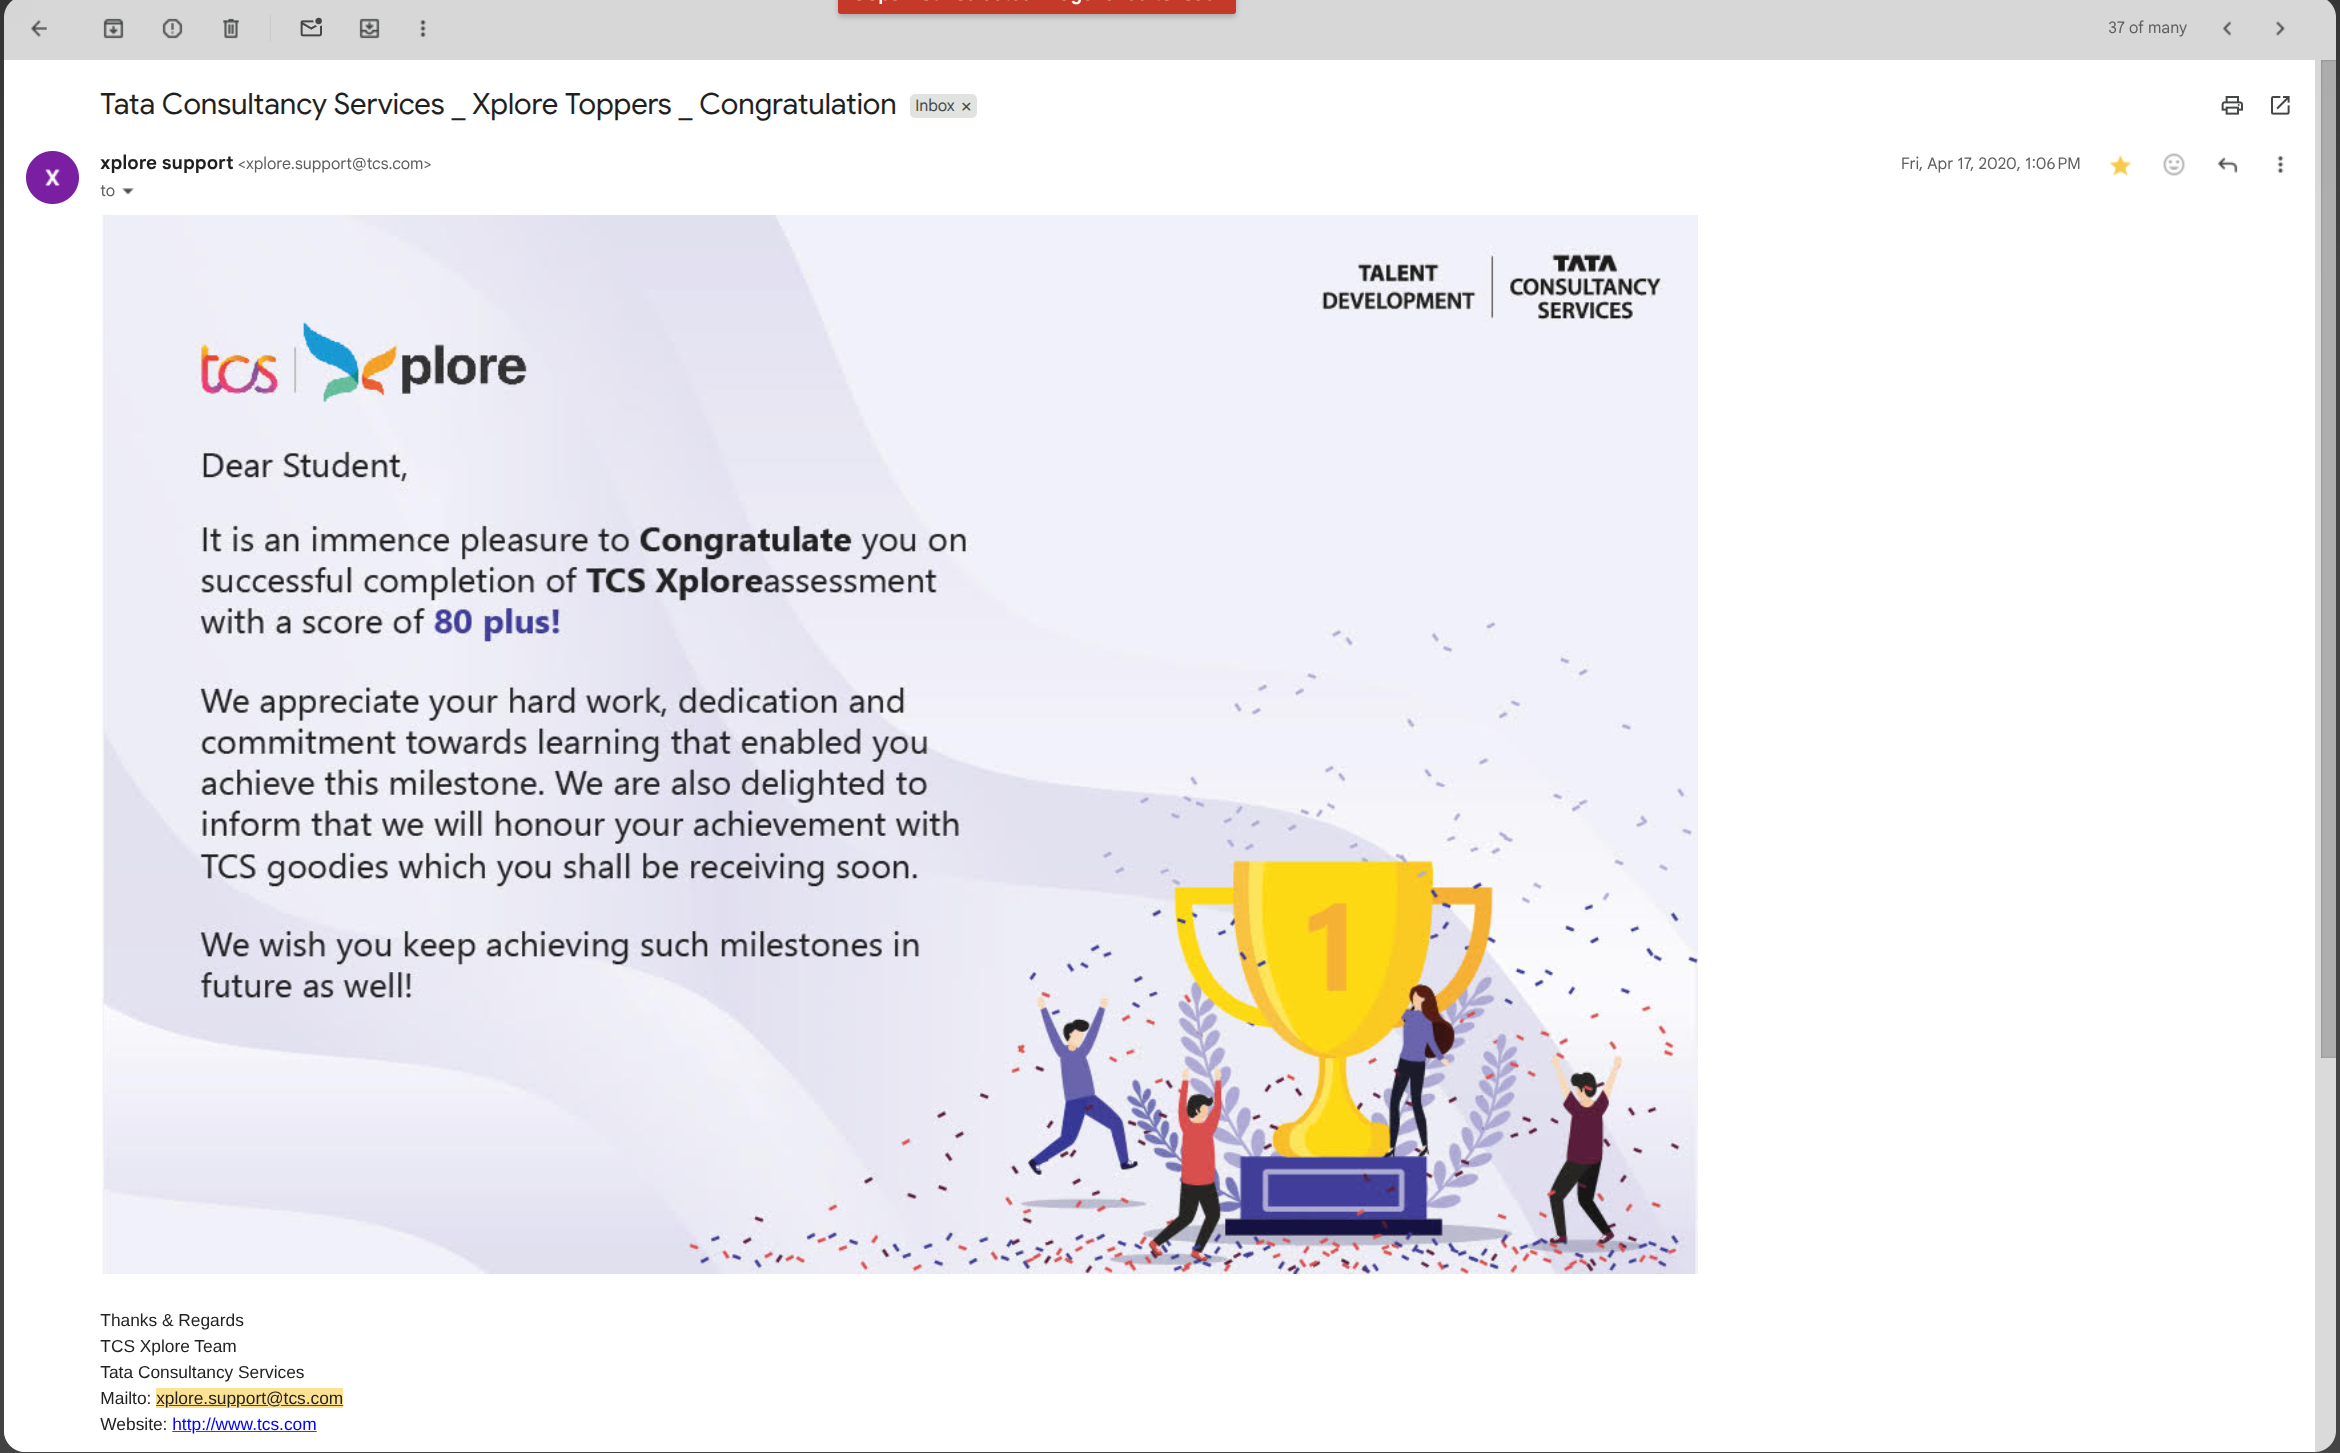 37 of many
Tata Consultancy Services _ Xplore Toppers _ Congratulation Inbox ×
X
xplore support <xplore.support@tcs.com>
Fri, Apr 17, 2020, 1:06 PM
to
TALENT
DEVELOPMENT
TATA
CONSULTANCY
SERVICES
tcs | Xplore
Dear Student,
It is an immence pleasure to Congratulate you on
successful completion of TCS Xploreassessment
with a score of 80 plus!
We appreciate your hard work, dedication and
commitment towards learning that enabled you
achieve this milestone. We are also delighted to
inform that we will honour your achievement with
TCS goodies which you shall be receiving soon.
We wish you keep achieving such milestones in
future as well!
1
Thanks & Regards
TCS Xplore Team
Tata Consultancy Services
Mailto: xplore.support@tcs.com
Website: http://www.tcs.com